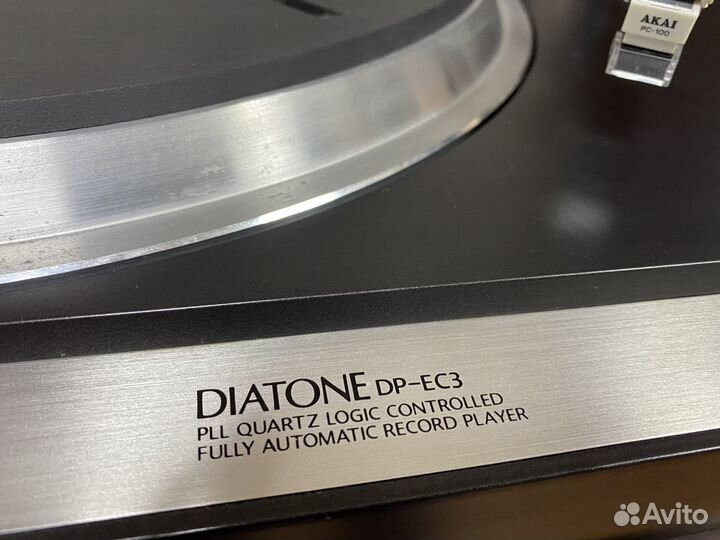 AKAI
PC-100
DIATONE DP-EC3
PLL QUARTZ LOGIC CONTROLLED
FULLY AUTOMATIC RECORD PLAYER
Avito